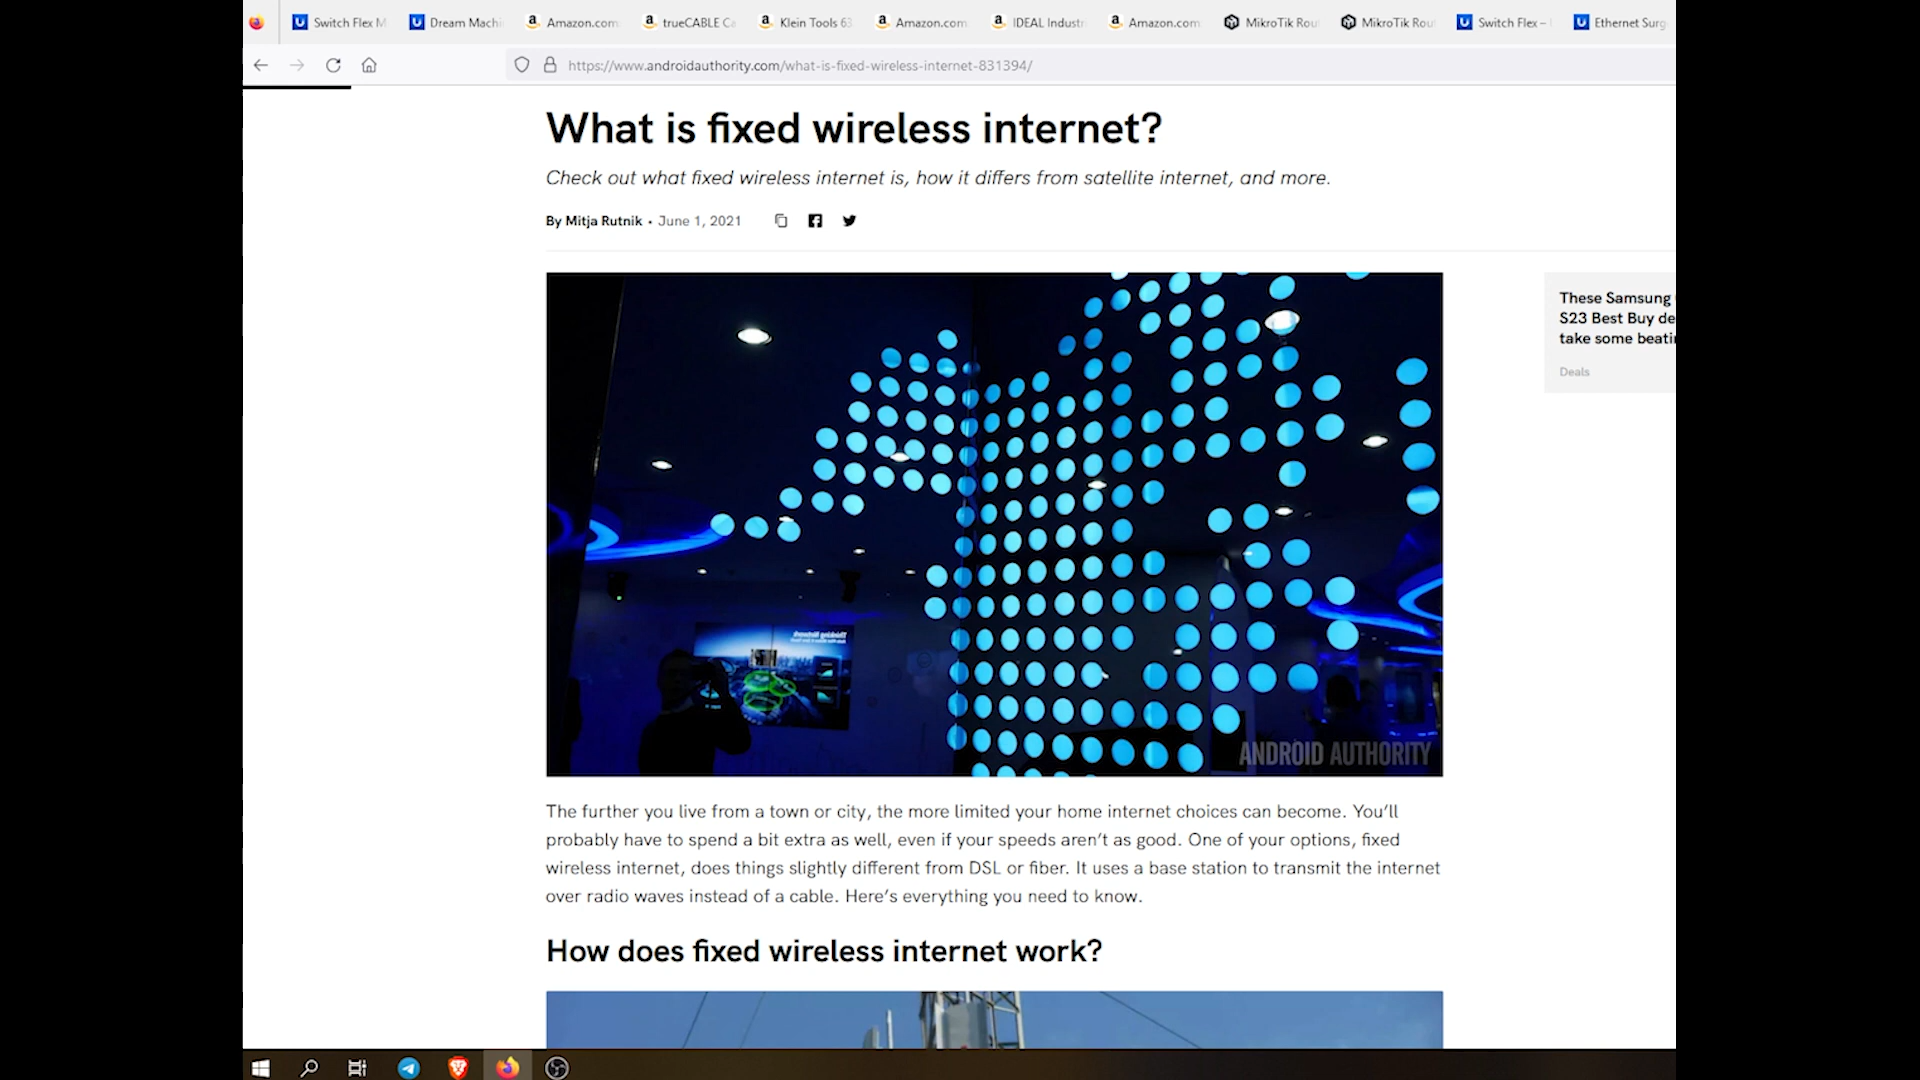 Switch Flex M
Dream Machi
Amazon.com
trueCABLE Ca
Klein Tools 63
Amazon.com
IDEAL Industr
Amazon.com
MikroTik Rou
MikroTik Rou
Switch Flex –
Ethernet Surg
https://www.androidauthority.com/what-is-fixed-wireless-internet-831394/
What is fixed wireless internet?
Check out what fixed wireless internet is, how it differs from satellite internet, and more.
By Mitja Rutnik • June 1, 2021
These Samsung
S23 Best Buy de
take some beati
Deals
Thinking Network
ANDROID AUTHORITY
The further you live from a town or city, the more limited your home internet choices can become. You’ll
probably have to spend a bit extra as well, even if your speeds aren’t as good. One of your options, fixed
wireless internet, does things slightly different from DSL or fiber. It uses a base station to transmit the internet
over radio waves instead of a cable. Here’s everything you need to know.
How does fixed wireless internet work?